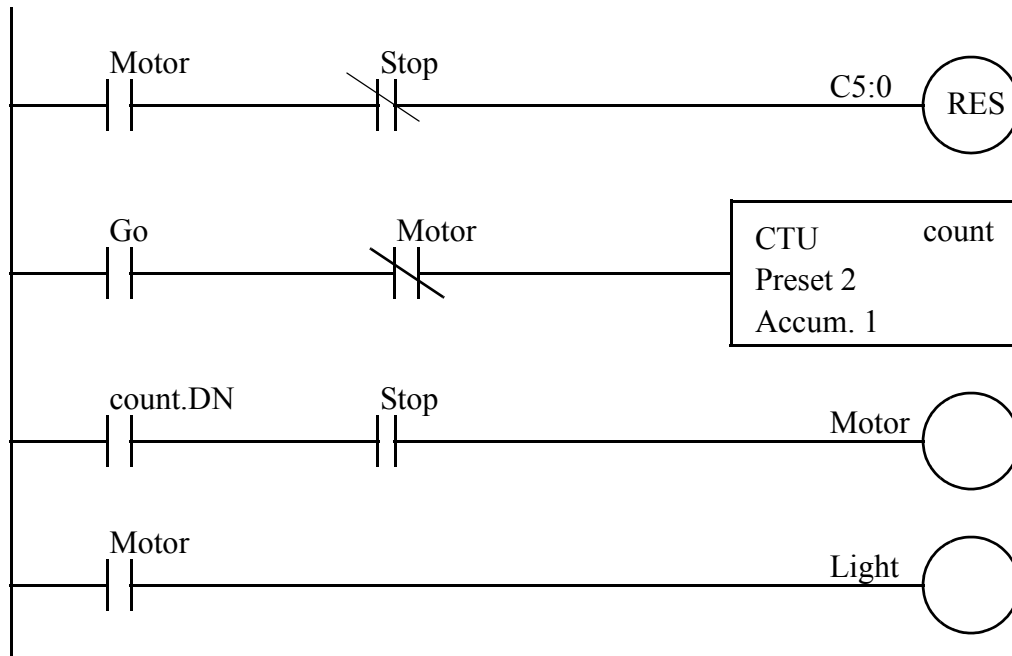 Motor Stop C5:0 RES
Go Motor CTU count
Preset 2
Accum. 1
count.DN Stop Motor
Motor Light